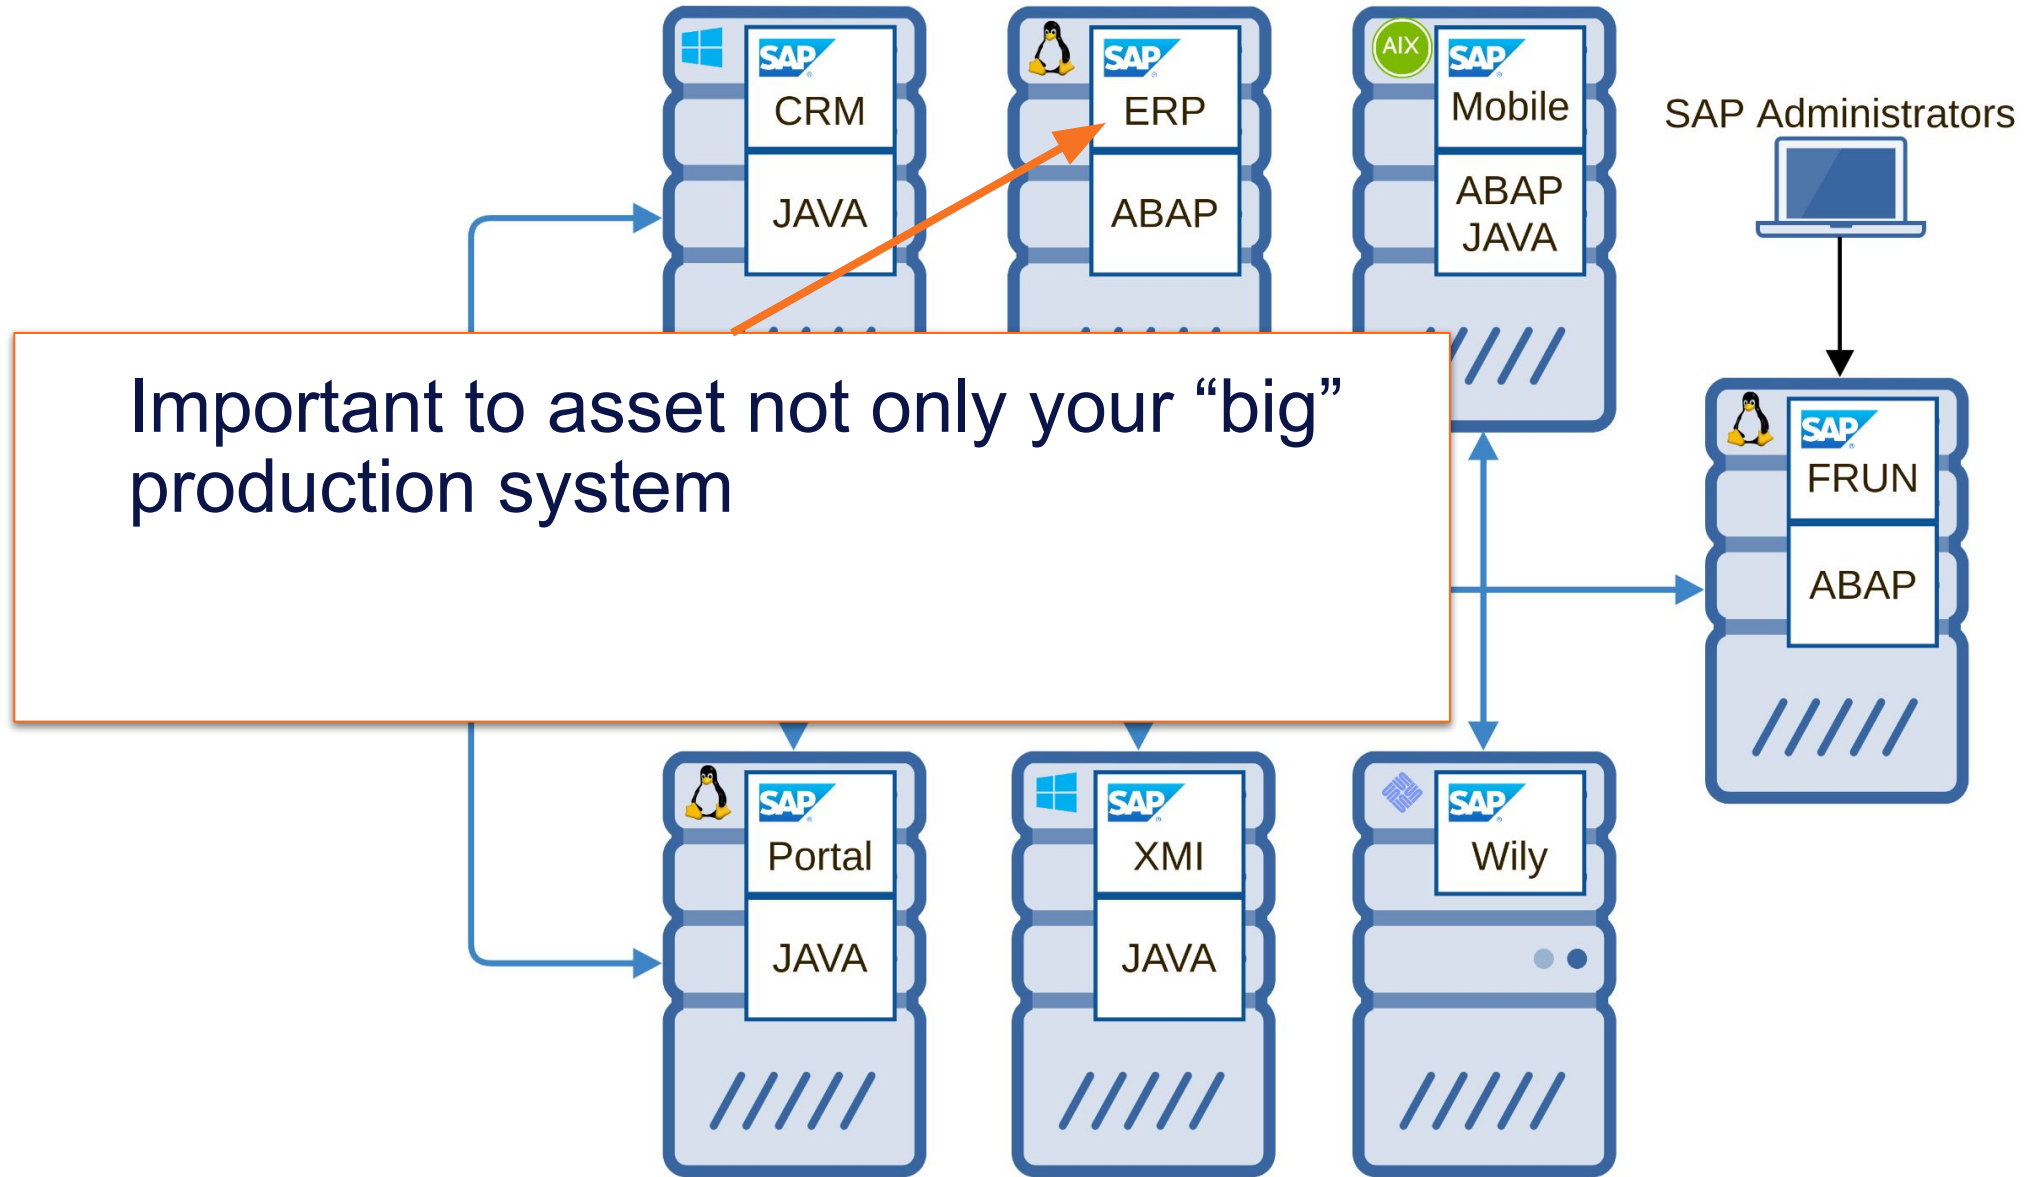 SAP
CRM
JAVA
SAP
ERP
ABAP
AIX
SAP
Mobile
ABAP
JAVA
SAP Administrators
Important to asset not only your “big”
production system
SAP
FRUN
ABAP
SAP
Portal
JAVA
SAP
XMI
JAVA
SAP
Wily